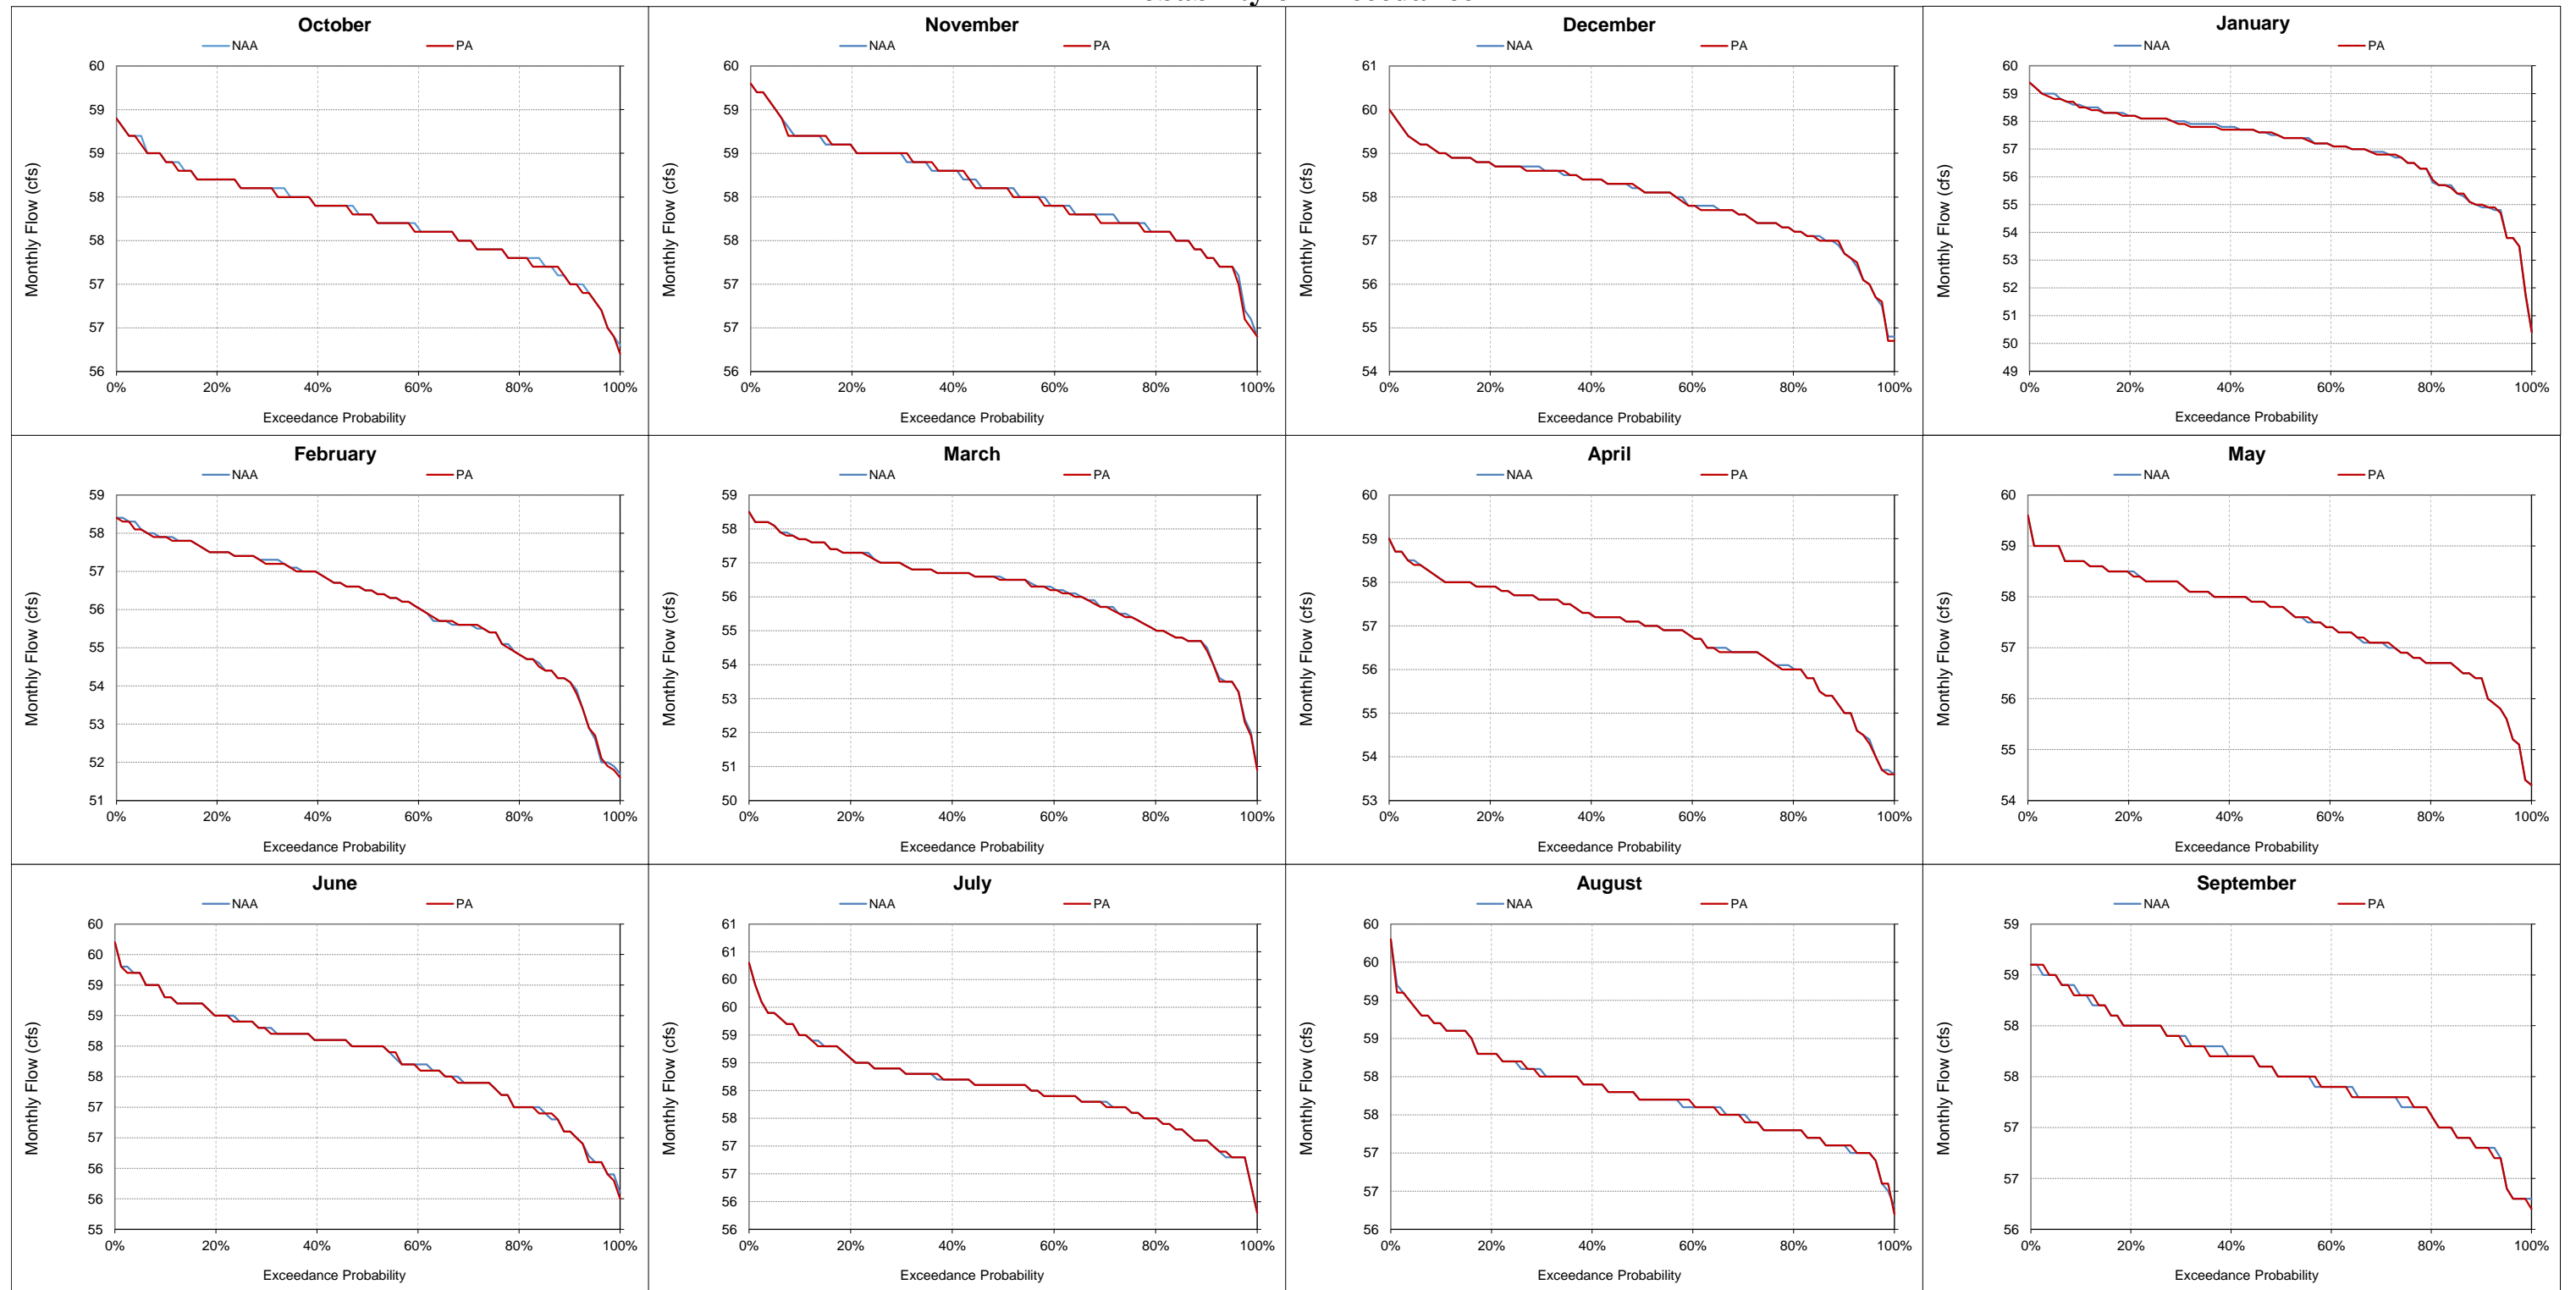 October
NAA PA
60
59
59
58
58
57
57
56
0% 20% 40% 60% 80% 100%
Monthly Flow (cfs)
Exceedance Probability
November
NAA PA
60
59
59
58
58
57
57
56
0% 20% 40% 60% 80% 100%
Monthly Flow (cfs)
Exceedance Probability
December
NAA PA
61
60
59
58
57
56
55
54
0% 20% 40% 60% 80% 100%
Monthly Flow (cfs)
Exceedance Probability
January
NAA PA
60
59
58
57
56
55
54
53
52
51
50
49
0% 20% 40% 60% 80% 100%
Monthly Flow (cfs)
Exceedance Probability
February
NAA PA
59
58
57
56
55
54
53
52
51
0% 20% 40% 60% 80% 100%
Monthly Flow (cfs)
Exceedance Probability
March
NAA PA
59
58
57
56
55
54
53
52
51
50
0% 20% 40% 60% 80% 100%
Monthly Flow (cfs)
Exceedance Probability
April
NAA PA
60
59
58
57
56
55
54
53
0% 20% 40% 60% 80% 100%
Monthly Flow (cfs)
Exceedance Probability
May
NAA PA
60
59
58
57
56
55
54
0% 20% 40% 60% 80% 100%
Monthly Flow (cfs)
Exceedance Probability
June
NAA PA
60
60
59
59
58
58
57
57
56
56
55
0% 20% 40% 60% 80% 100%
Monthly Flow (cfs)
Exceedance Probability
July
NAA PA
61
61
60
60
59
59
58
58
57
57
56
56
0% 20% 40% 60% 80% 100%
Monthly Flow (cfs)
Exceedance Probability
August
NAA PA
60
60
59
59
58
58
57
57
56
0% 20% 40% 60% 80% 100%
Monthly Flow (cfs)
Exceedance Probability
September
NAA PA
59
59
58
58
57
57
56
0% 20% 40% 60% 80% 100%
Monthly Flow (cfs)
Exceedance Probability